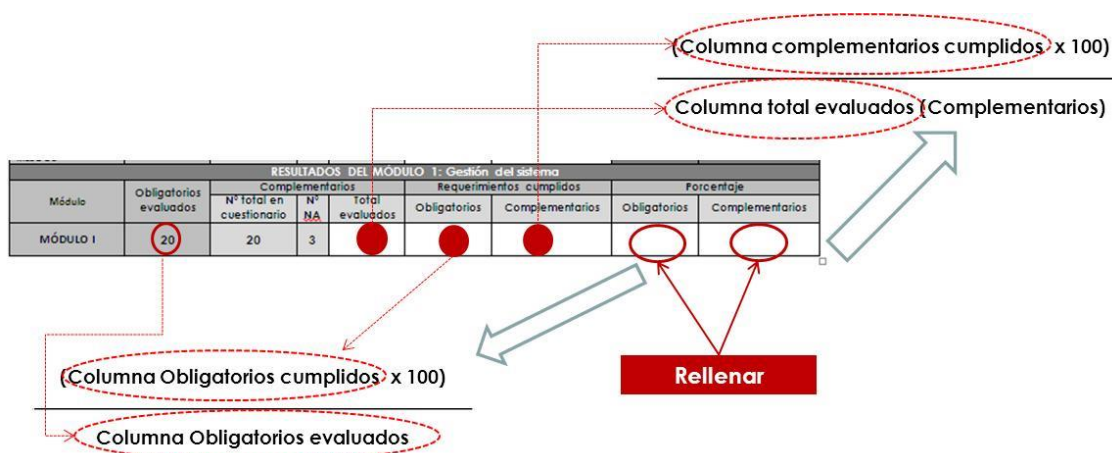 (Columna complementarios cumplidos x 100)
Columna total evaluados (Complementarios)
RESULTADOS DEL MÓDULO 1: Gestión del sistema
Módulo
Obligatorios evaluados
Complementarios
Requerimientos cumplidos
Porcentaje
Nº total en cuestionario
Nº NA
Total evaluados
Obligatorios
Complementarios
Obligatorios
Complementarios
MÓDULO I
20
20
3
(Columna Obligatorios cumplidos x 100)
Rellenar
Columna Obligatorios evaluados